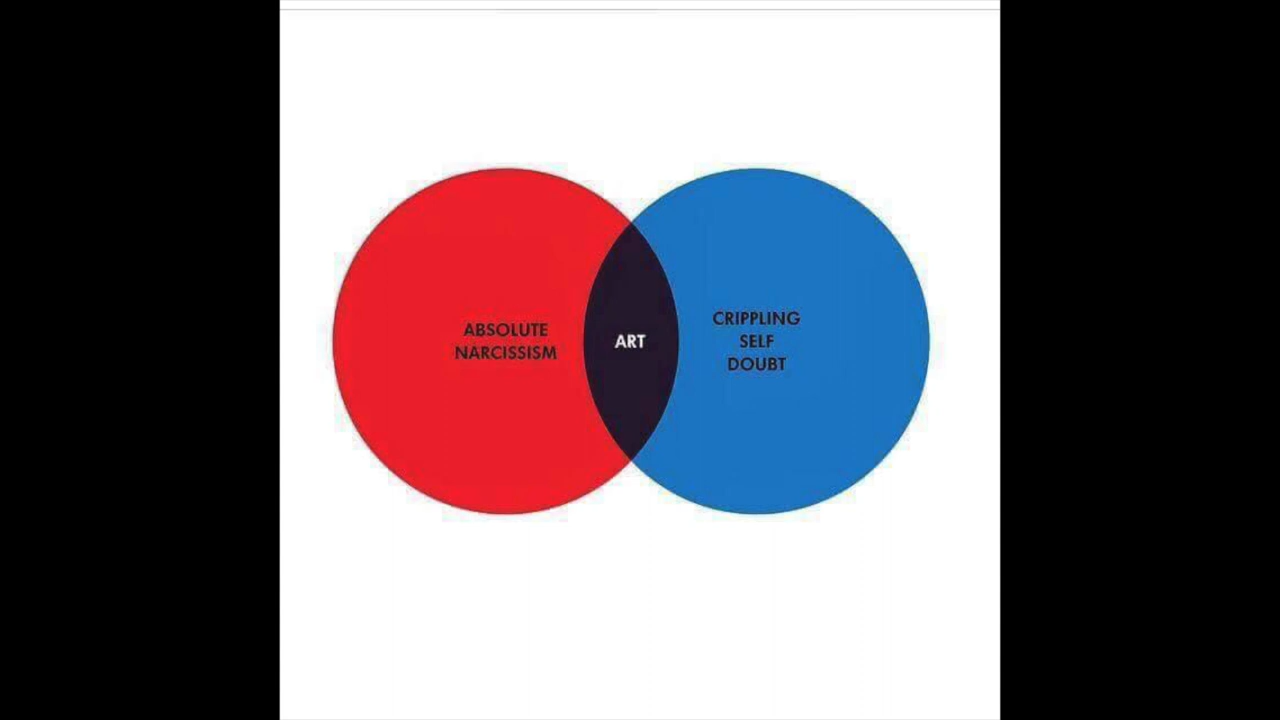 ABSOLUTE
NARCISSISM
ART
CRIPPLING
SELF
DOUBT